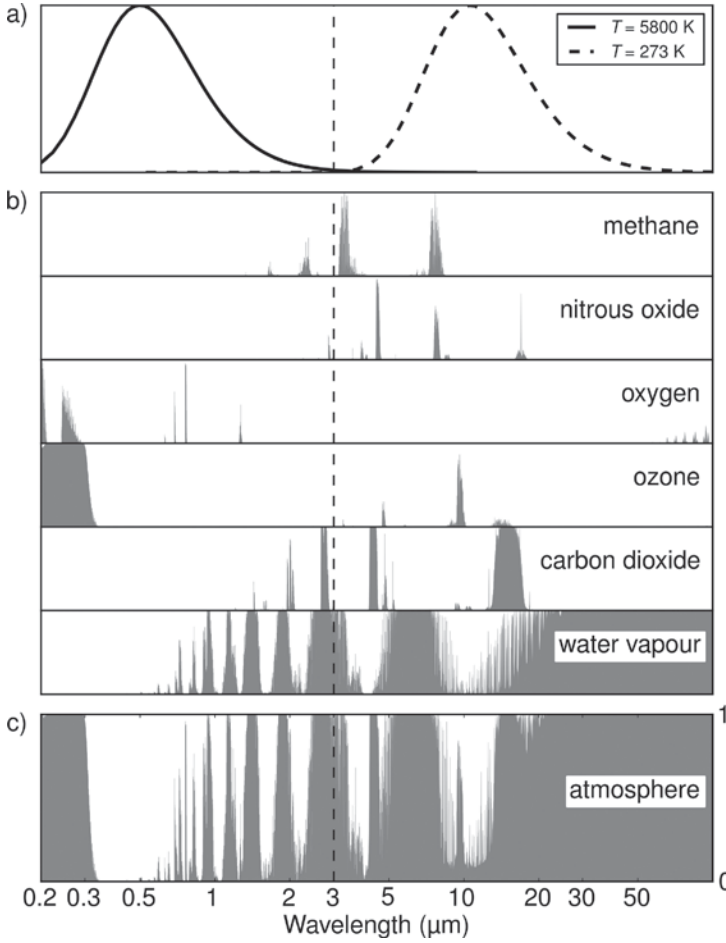 a)
T = 5800 K
T = 273 K
b)
methane
nitrous oxide
oxygen
ozone
carbon dioxide
water vapour
c)
1
atmosphere
0
0.2 0.3 0.5 1 2 3 5 10 20 30 50
Wavelength (μm)